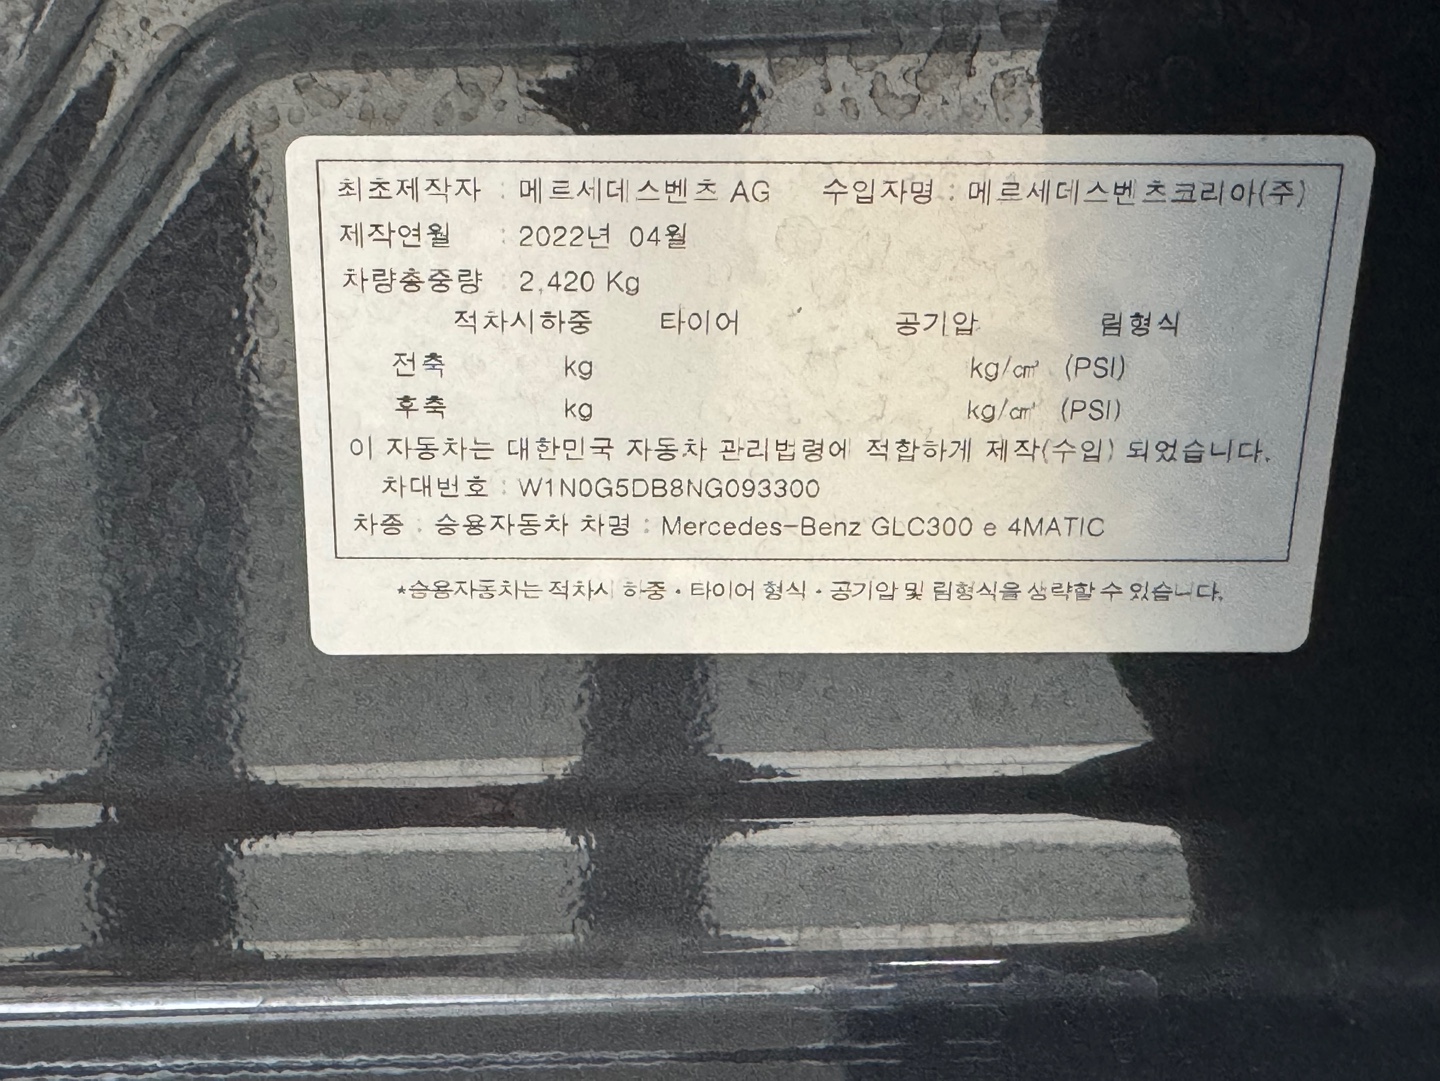 최초제작자 : 메르세데스벤츠 AG 수입자명 : 메르세데스벤츠코리아(주)
제작연월 : 2022년 04월
차량총중량 : 2,420 Kg
적차시하중 타이어 공기압 림형식
전축 kg kg/㎠ (PSI)
후축 kg kg/㎠ (PSI)
이 자동차는 대한민국 자동차 관리법령에 적합하게 제작(수입) 되었습니다.
차대번호 : W1N0G5DB8NG093300
차종 : 승용자동차 차명 : Mercedes-Benz GLC300 e 4MATIC
*승용자동차는 적차시 하중·타이어 형식·공기압 및 림형식을 생략할 수 있습니다.